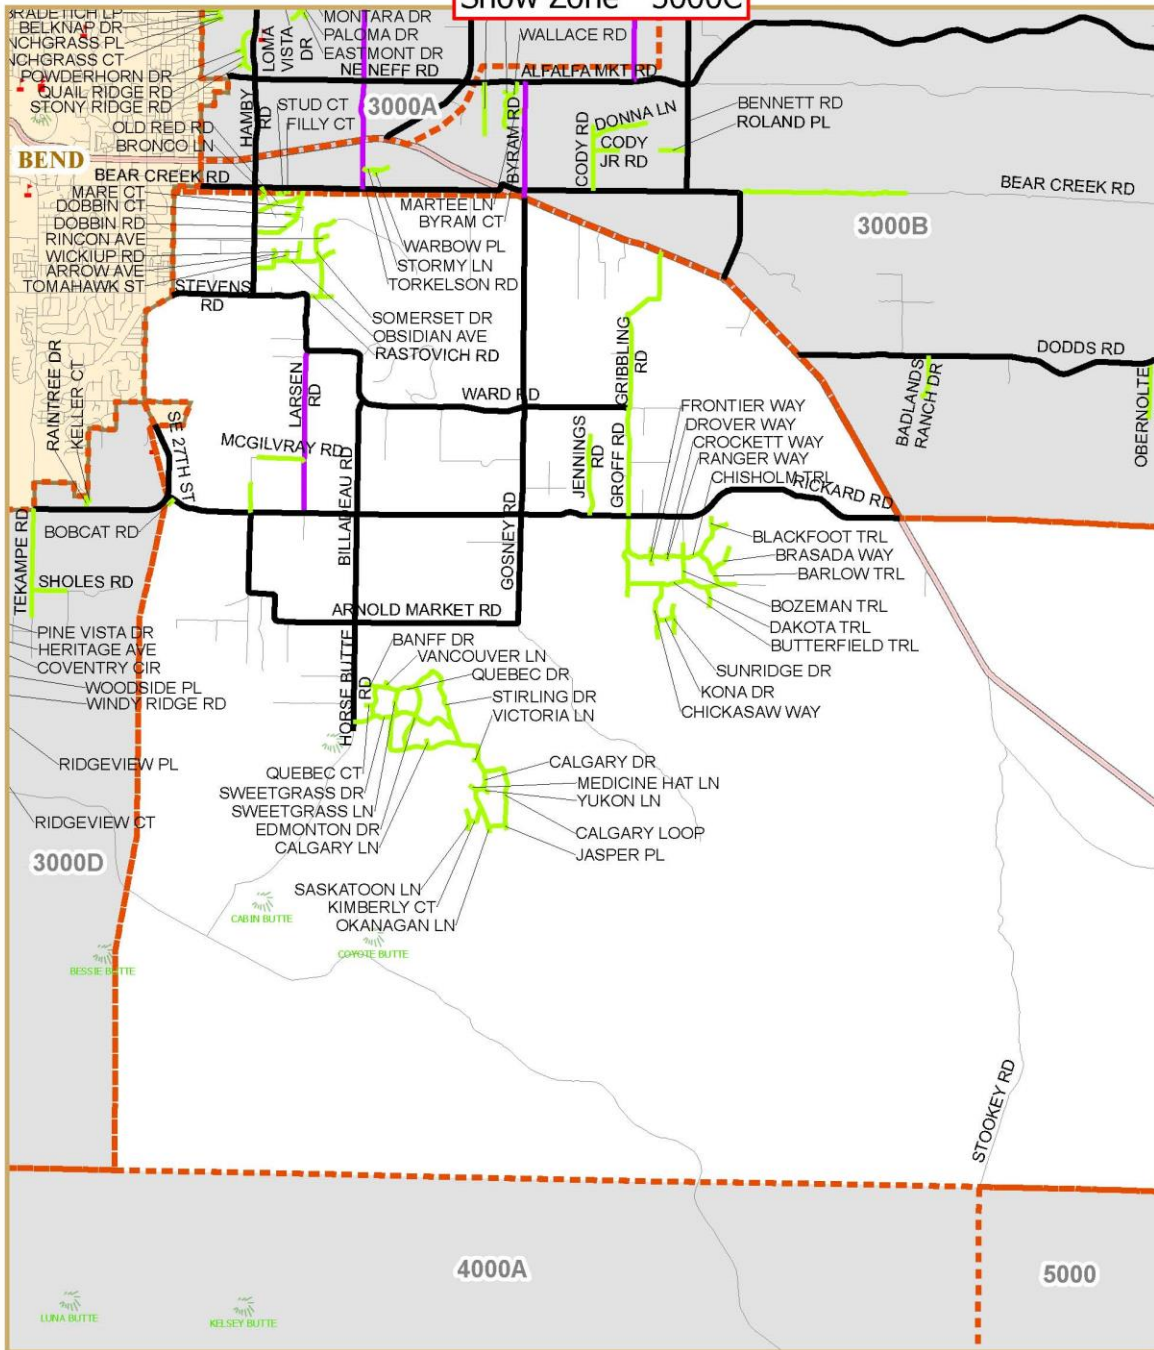 Snow Zone - 3000C
BRADETICH LP
BELKNAP DR
NCHGRASS PL
NCHGRASS CT
POWDERHORN DR
QUAIL RIDGE RD
STONY RIDGE RD
OLD RED RD
BRONCO LN
BEND
BEAR CREEK RD
MARE CT
DOBBIN CT
DOBBIN RD
RINCON AVE
WICKIUP RD
ARROW AVE
TOMAHAWK ST
LOMA
VISTA
DR
MONTARA DR
PALOMA DR
EASTMONT DR
NE NEFF RD
HAMBY
RD
STUD CT
FILLY CT
3000A
WALLACE RD
ALFALFA MKT RD
BYRAM RD
CODY RD
DONNA LN
CODY
JR RD
BENNETT RD
ROLAND PL
BEAR CREEK RD
3000B
MARTEE LN
BYRAM CT
WARBOW PL
STORMY LN
TORKELSON RD
STEVENS
RD
SOMERSET DR
OBSIDIAN AVE
RASTOVICH RD
GRIBBLING
RD
DODDS RD
BADLANDS
RANCH DR
OBERNOLTE
RAINTREE DR
KELLER CT
SE 27TH ST
LARSEN
RD
WARD RD
MCGILVRAY RD
BILLADEAU RD
JENNINGS
RD
GROFF RD
FRONTIER WAY
DROVER WAY
CROCKETT WAY
RANGER WAY
CHISHOLM TRL
RICKARD RD
BOBCAT RD
TEKAMPE RD
SHOLES RD
GOSNEY RD
BLACKFOOT TRL
BRASADA WAY
BARLOW TRL
BOZEMAN TRL
DAKOTA TRL
BUTTERFIELD TRL
SUNRIDGE DR
KONA DR
CHICKASAW WAY
ARNOLD MARKET RD
PINE VISTA DR
HERITAGE AVE
COVENTRY CIR
WOODSIDE PL
WINDY RIDGE RD
RIDGEVIEW PL
RIDGEVIEW CT
3000D
HORSE BUTTE
RD
BANFF DR
VANCOUVER LN
QUEBEC DR
STIRLING DR
VICTORIA LN
QUEBEC CT
SWEETGRASS DR
SWEETGRASS LN
EDMONTON DR
CALGARY LN
CALGARY DR
MEDICINE HAT LN
YUKON LN
CALGARY LOOP
JASPER PL
SASKATOON LN
KIMBERLY CT
OKANAGAN LN
CABIN BUTTE
COYOTE BUTTE
BESSIE BUTTE
STOOKEY RD
4000A
5000
LUNA BUTTE
KELSEY BUTTE